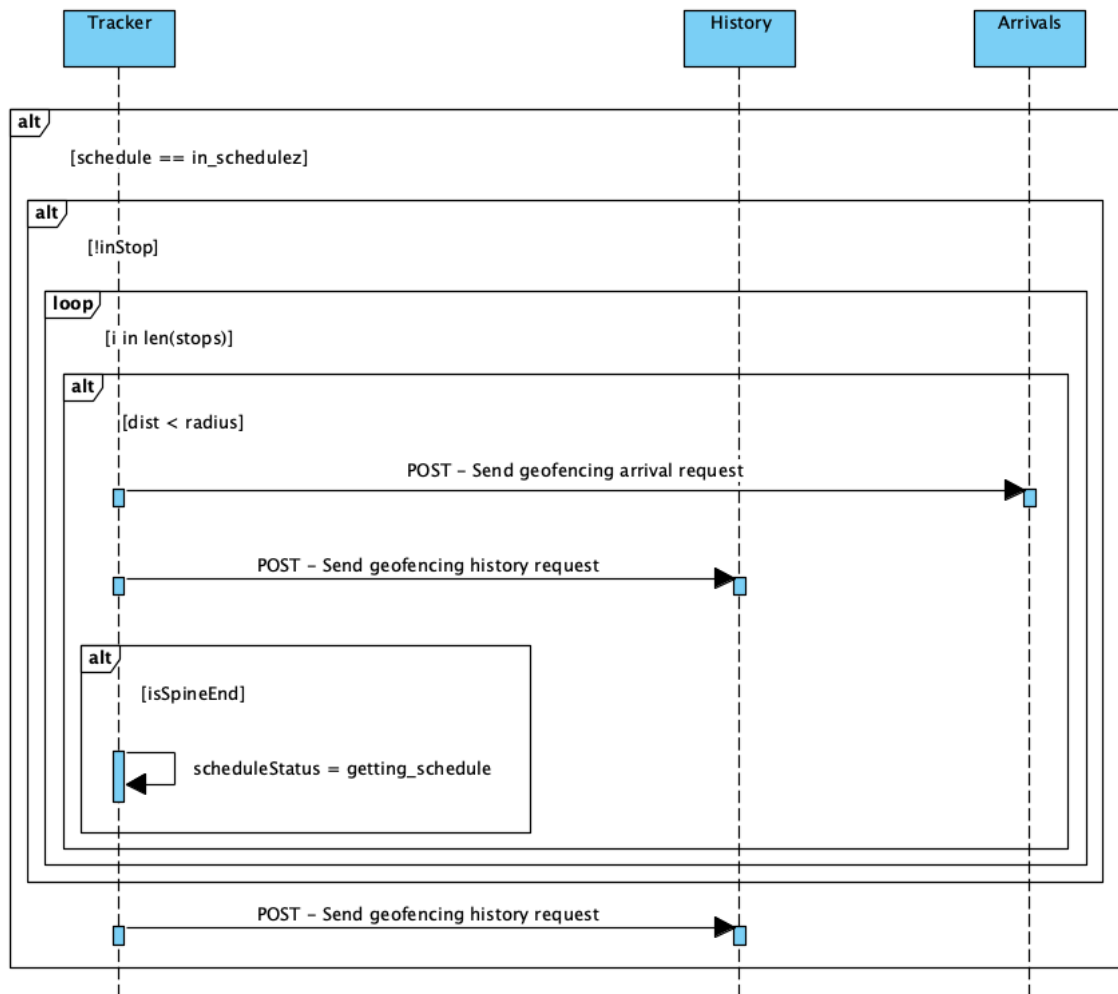 Tracker
History
Arrivals
alt
[schedule == in_schedulez]
alt
[!inStop]
loop
[i in len(stops)]
alt
[dist < radius]
POST – Send geofencing arrival request
POST – Send geofencing history request
alt
[isSpineEnd]
scheduleStatus = getting_schedule
POST – Send geofencing history request